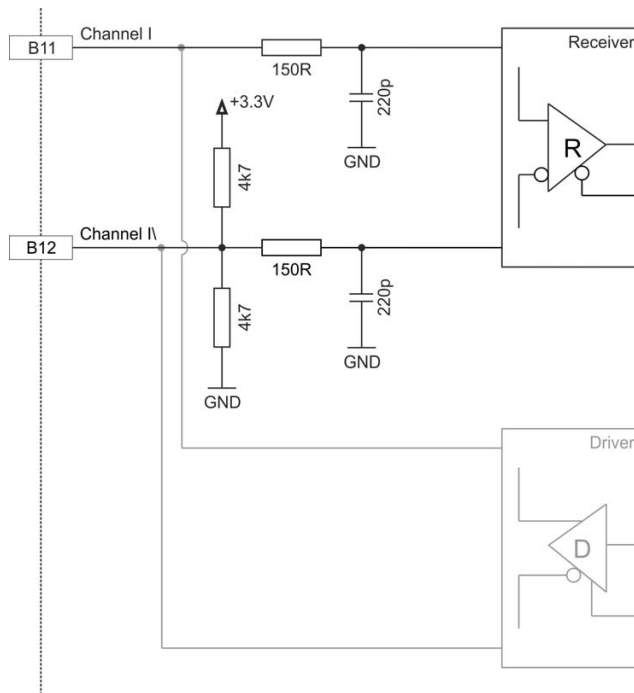 B11
Channel I
150R
220p
GND
Receiver
R
+3.3V
4k7
B12
Channel I\
150R
220p
GND
4k7
GND
Driver
D